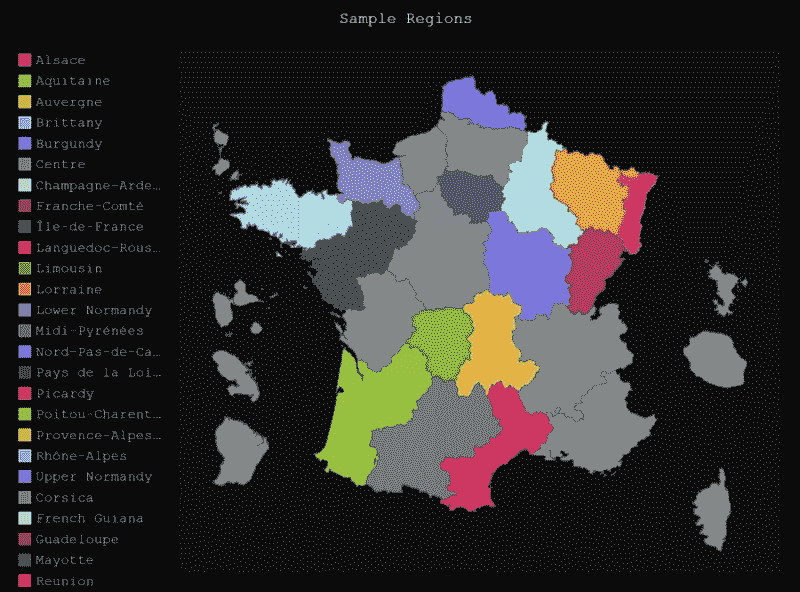 Sample Regions
Alsace
Aquitaine
Auvergne
Brittany
Burgundy
Centre
Champagne-Arde…
Franche-Comté
Île-de-France
Languedoc-Rous…
Limousin
Lorraine
Lower Normandy
Midi-Pyrénées
Nord-Pas-de-Ca…
Pays de la Loi…
Picardy
Poitou-Charent…
Provence-Alpes…
Rhône-Alpes
Upper Normandy
Corsica
French Guiana
Guadeloupe
Mayotte
Reunion